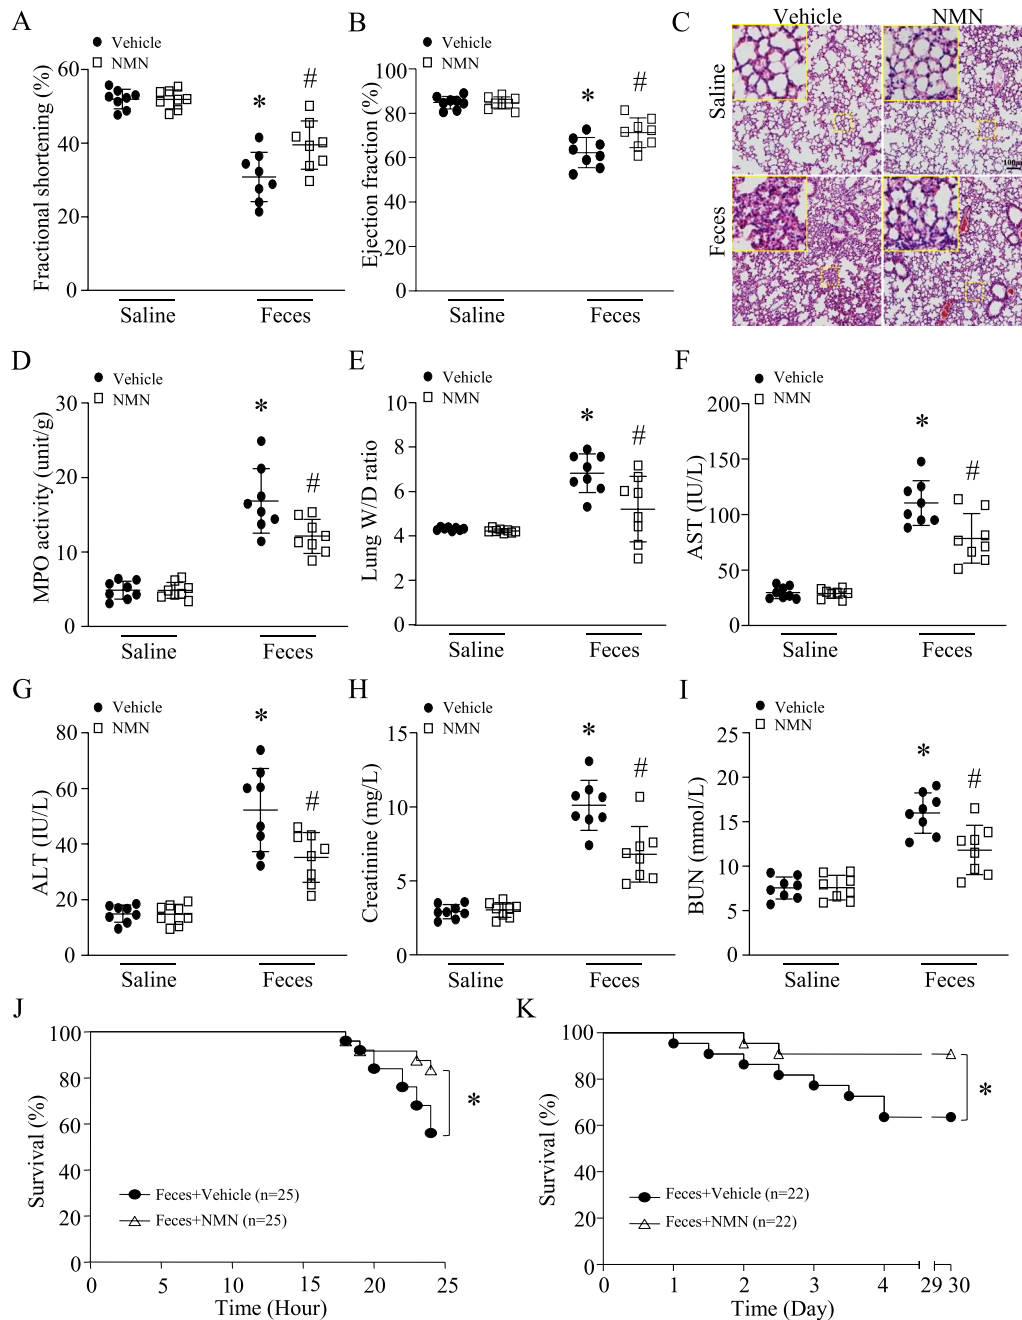 A
Vehicle
NMN
Fractional shortening (%)
60
40
20
0
*
#
Saline
Feces
B
Vehicle
NMN
Ejection fraction (%)
100
80
60
40
20
0
*
#
Saline
Feces
C
Vehicle
NMN
Saline
Feces
100μm
D
Vehicle
NMN
MPO activity (unit/g)
30
20
10
0
*
#
Saline
Feces
E
Vehicle
NMN
Lung W/D ratio
10
8
6
4
2
0
*
#
Saline
Feces
F
Vehicle
NMN
AST (IU/L)
200
150
100
50
0
*
#
Saline
Feces
G
Vehicle
NMN
ALT (IU/L)
80
60
40
20
0
*
#
Saline
Feces
H
Vehicle
NMN
Creatinine (mg/L)
15
10
5
0
*
#
Saline
Feces
I
Vehicle
NMN
BUN (mmol/L)
25
20
15
10
5
0
*
#
Saline
Feces
J
Survival (%)
100
80
60
40
20
0
Feces+Vehicle (n=25)
Feces+NMN (n=25)
*
0 5 10 15 20 25
Time (Hour)
K
Survival (%)
100
80
60
40
20
0
Feces+Vehicle (n=22)
Feces+NMN (n=22)
*
0 1 2 3 4 29 30
Time (Day)